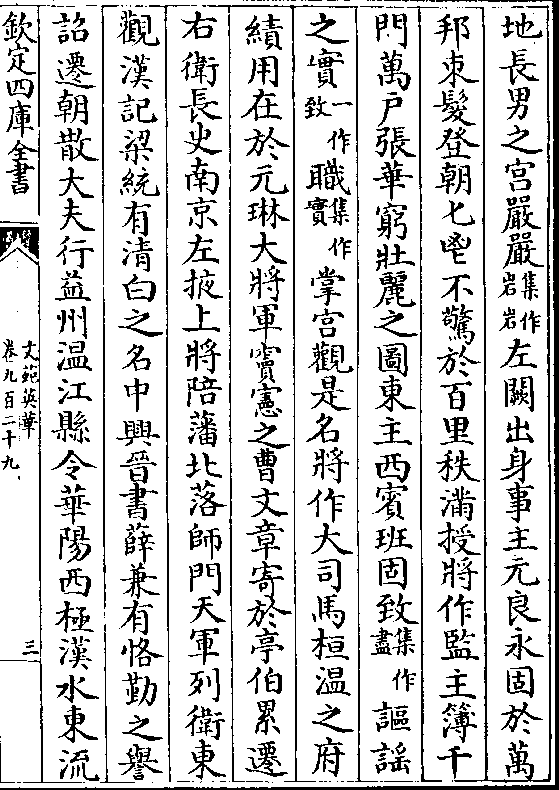 地長男之宫嚴嚴集作岩岩左闕出身事主元良永固於萬
邦束髮登朝匕鬯不驚於百里秩滿授將作監主簿千
門萬户張華窮壯麗之圖東主西賓班固致集作盡謳謡
之實一作致職集作實掌宫觀是名將作大司馬桓温之府
績用在於元琳大將軍竇憲之曹文章寄於亭伯累遷
右衛長史南京左掖上將陪藩北落師門天軍列衛東
觀漢記梁統有清白之名中興晉書薛兼有恪勤之譽
詔遷朝散大夫行益州温江縣令華陽西極漢水東流
欽定四庫全書
文苑英華
卷九百二十九
三